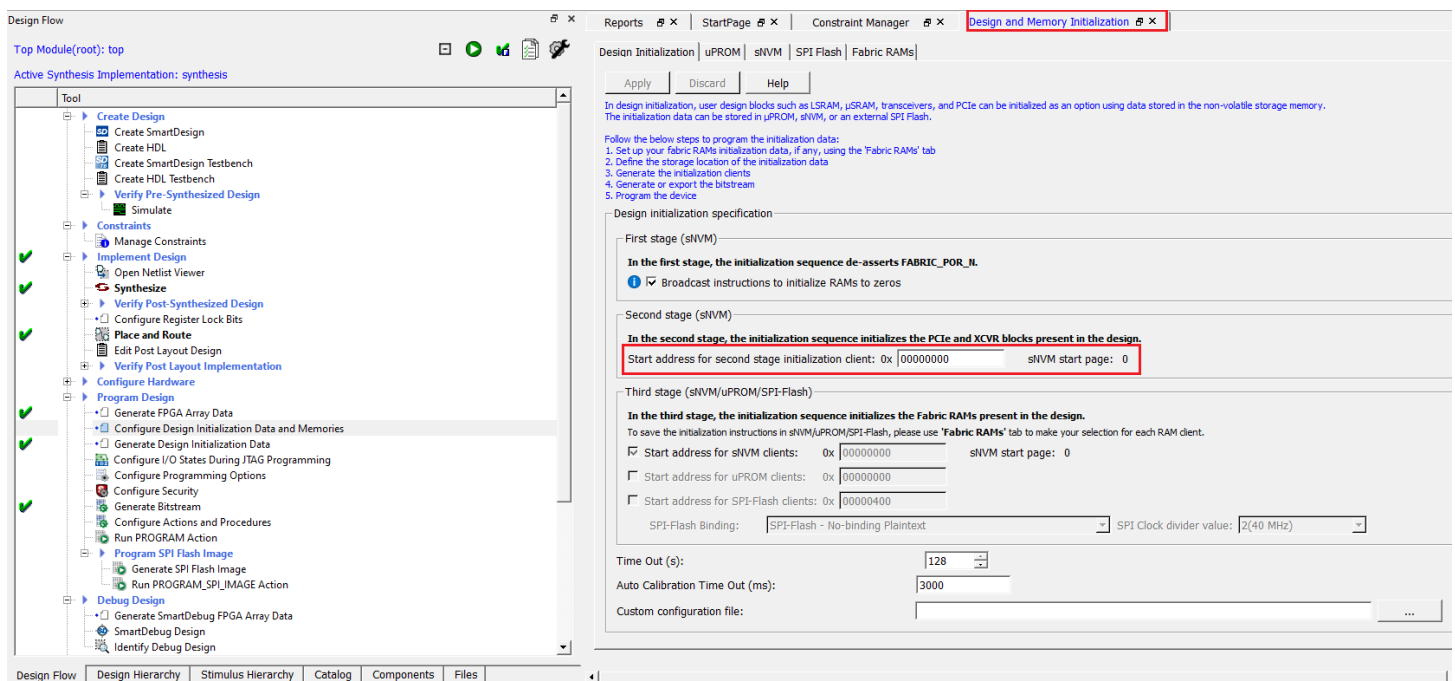 Design Flow
Top Module(root): top
Active Synthesis Implementation: synthesis
Tool
Create Design
SD Create SmartDesign
Create HDL
Create SmartDesign Testbench
Create HDL Testbench
Verify Pre-Synthesized Design
Simulate
Constraints
Manage Constraints
Implement Design
Open Netlist Viewer
Synthesize
Verify Post-Synthesized Design
Configure Register Lock Bits
Place and Route
Edit Post Layout Design
Verify Post Layout Implementation
Configure Hardware
Program Design
Generate FPGA Array Data
Configure Design Initialization Data and Memories
Generate Design Initialization Data
Configure I/O States During JTAG Programming
Configure Programming Options
Configure Security
Generate Bitstream
Configure Actions and Procedures
Run PROGRAM Action
Program SPI Flash Image
Generate SPI Flash Image
Run PROGRAM_SPI_IMAGE Action
Debug Design
Generate SmartDebug FPGA Array Data
SmartDebug Design
Identify Debug Design
Design Flow Design Hierarchy Stimulus Hierarchy Catalog Components Files
Reports StartPage Constraint Manager Design and Memory Initialization
Design Initialization uPROM sNVM SPI Flash Fabric RAMs
Apply Discard Help
In design initialization, user design blocks such as LSRAM, µSRAM, transceivers, and PCIe can be initialized as an option using data stored in the non-volatile storage memory.
The initialization data can be stored in µPROM, sNVM, or an external SPI Flash.
Follow the below steps to program the initialization data:
1. Set up your fabric RAMs initialization data, if any, using the 'Fabric RAMs' tab
2. Define the storage location of the initialization data
3. Generate the initialization clients
4. Generate or export the bitstream
5. Program the device
Design initialization specification
First stage (sNVM)
In the first stage, the initialization sequence de-asserts FABRIC_POR_N.
Broadcast instructions to initialize RAMs to zeros
Second stage (sNVM)
In the second stage, the initialization sequence initializes the PCIe and XCVR blocks present in the design.
Start address for second stage initialization client: 0x 00000000 sNVM start page: 0
Third stage (sNVM/uPROM/SPI-Flash)
In the third stage, the initialization sequence initializes the Fabric RAMs present in the design.
To save the initialization instructions in sNVM/uPROM/SPI-Flash, please use 'Fabric RAMs' tab to make your selection for each RAM client.
Start address for sNVM clients: 0x 00000000 sNVM start page: 0
Start address for uPROM clients: 0x 00000000
Start address for SPI-Flash clients: 0x 00000400
SPI-Flash Binding: SPI-Flash - No-binding Plaintext SPI Clock divider value: 2(40 MHz)
Time Out (s): 128
Auto Calibration Time Out (ms): 3000
Custom configuration file: ...